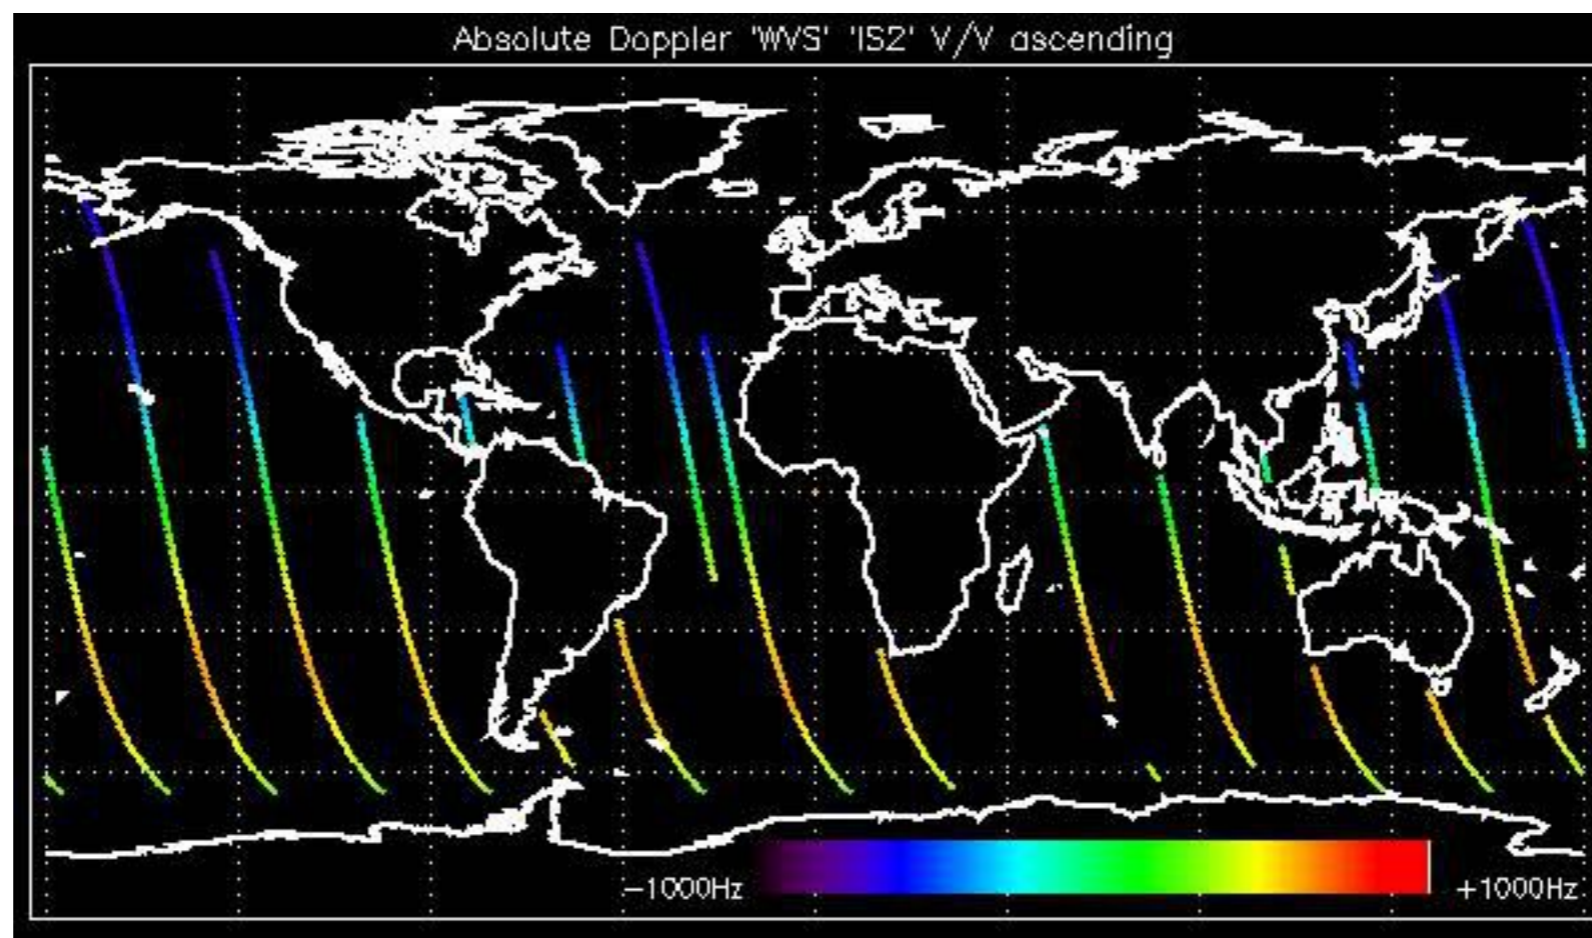 Absolute Doppler 'WVS' 'IS2' V/V ascending
−1000Hz +1000Hz